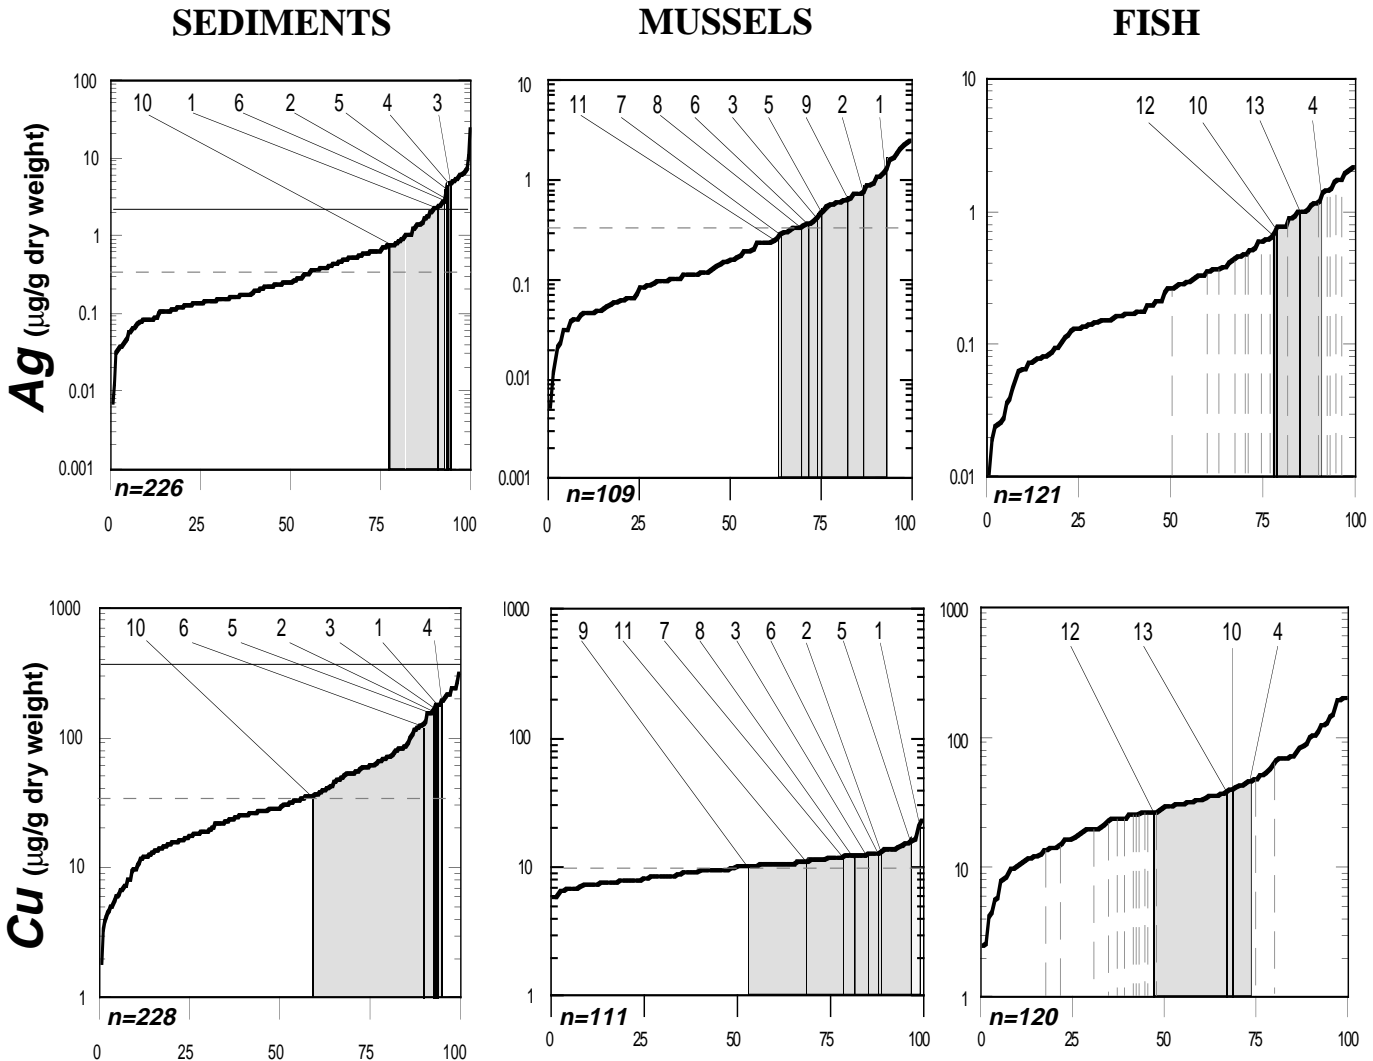 SEDIMENTS MUSSELS FISH
Ag (µg/g dry weight)
10 1 6 2 5 4 3
100
10
1
0.1
0.01
0.001
n=226
0 25 50 75 100
11 7 8 6 3 5 9 2 1
10
1
0.1
0.01
0.001
n=109
0 25 50 75 100
12 10 13 4
10
1
0.1
0.01
n=121
0 25 50 75 100
Cu (µg/g dry weight)
10 6 5 2 3 1 4
1000
100
10
1
n=228
0 25 50 75 100
9 11 7 8 3 6 2 5 1
1000
100
10
1
n=111
0 25 50 75 100
12 13 10 4
1000
100
10
1
n=120
0 25 50 75 100